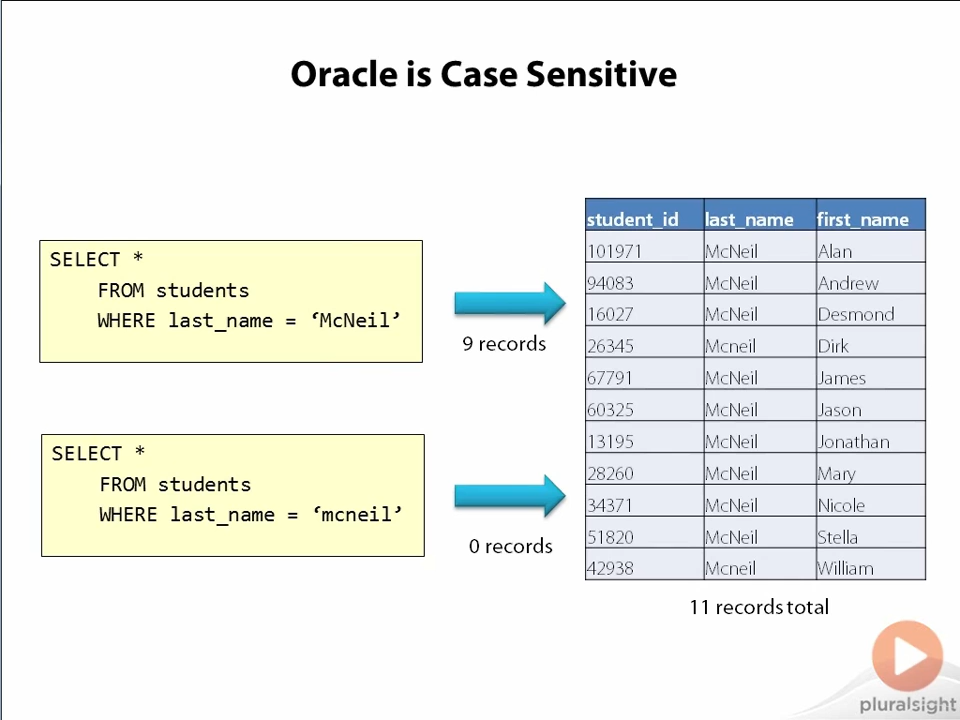 Oracle is Case Sensitive
SELECT *
FROM students
WHERE last_name = ‘McNeil’
9 records
SELECT *
FROM students
WHERE last_name = ‘mcneil’
0 records
student_id last_name first_name
101971 McNeil Alan
94083 McNeil Andrew
16027 McNeil Desmond
26345 Mcneil Dirk
67791 McNeil James
60325 McNeil Jason
13195 McNeil Jonathan
28260 McNeil Mary
34371 McNeil Nicole
51820 McNeil Stella
42938 Mcneil William
11 records total
pluralsight